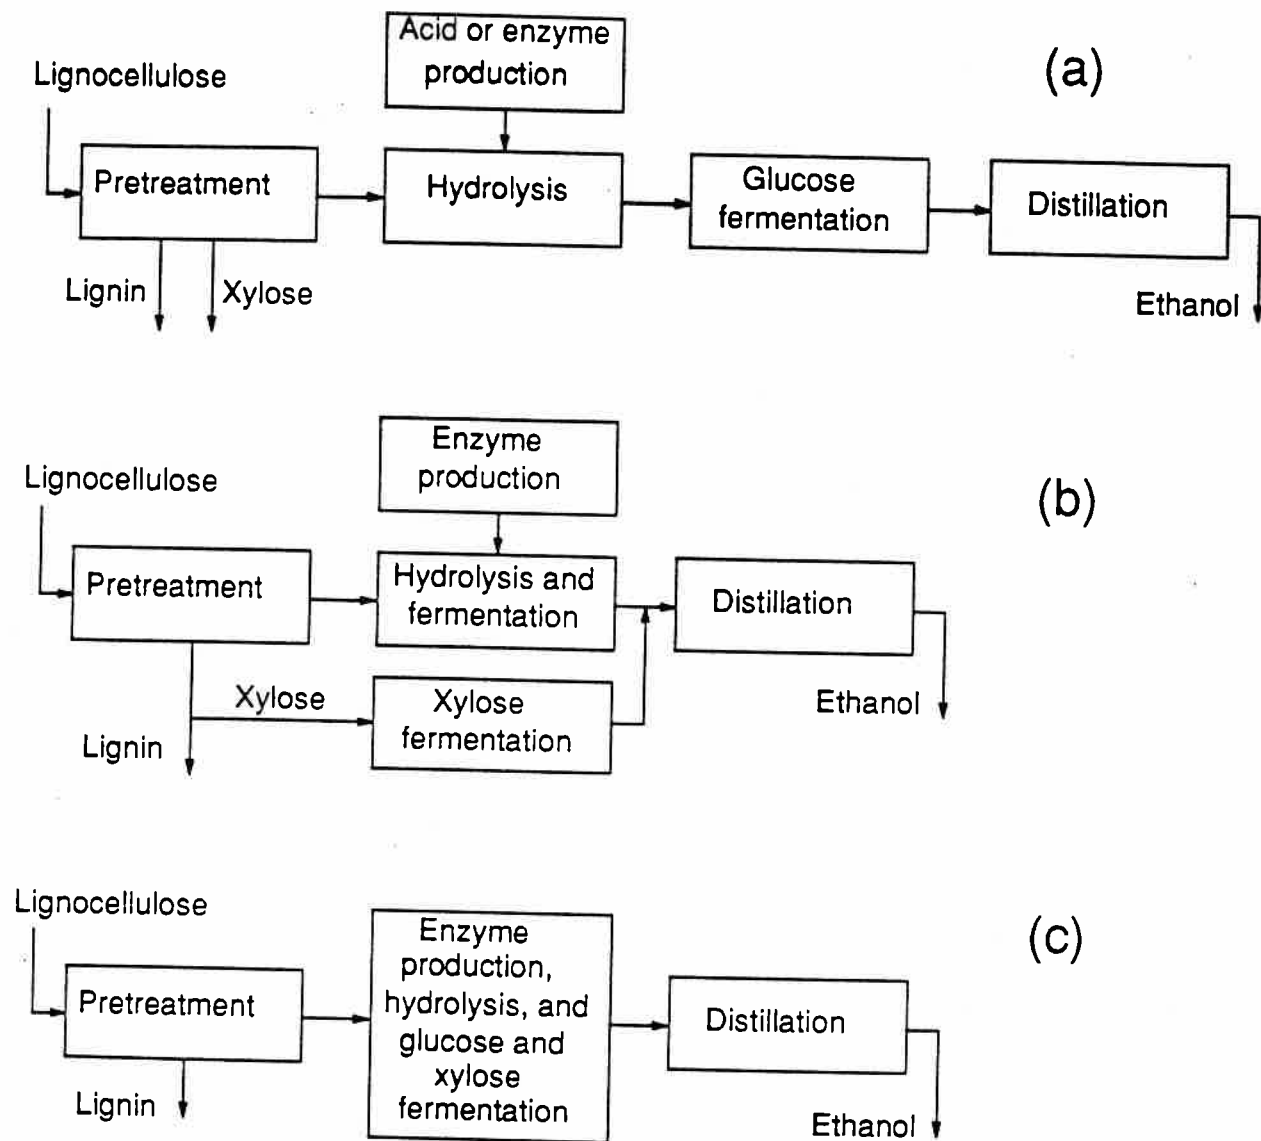 Acid or enzyme
production
(a)
Lignocellulose
Pretreatment
Hydrolysis
Glucose
fermentation
Distillation
Lignin
Xylose
Ethanol
Enzyme
production
(b)
Lignocellulose
Pretreatment
Hydrolysis and
fermentation
Distillation
Xylose
Xylose
fermentation
Ethanol
Lignin
Lignocellulose
(c)
Enzyme
production,
hydrolysis, and
glucose and
xylose
fermentation
Pretreatment
Distillation
Lignin
Ethanol